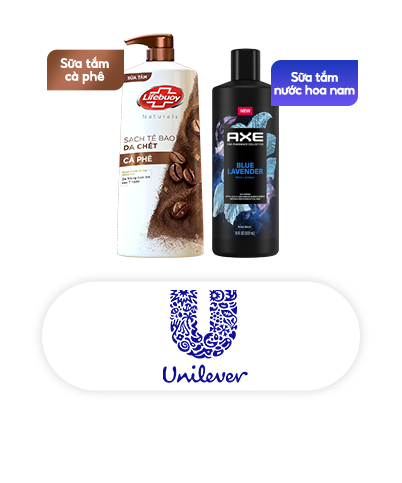 Sữa tắm
cà phê
Sữa tắm
nước hoa nam
SỮA TẮM
Lifebuoy
Naturals
SẠCH TẾ BÀO
DA CHẾT
CÀ PHÊ
NEW
AXE
BLUE
LAVENDER
Unilever